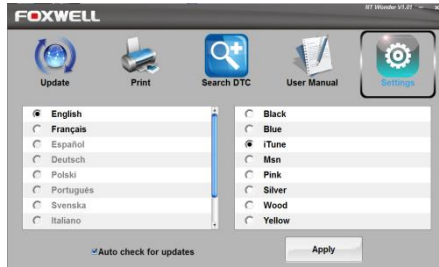 FOXWELL
NT Wonder V1.01
Update
Print
Search DTC
User Manual
Settings
English
Français
Español
Deutsch
Polski
Português
Svenska
Italiano
Black
Blue
iTune
Msn
Pink
Silver
Wood
Yellow
Auto check for updates
Apply